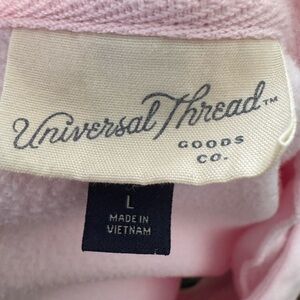 Universal Thread™
GOODS
CO.
L
MADE IN
VIETNAM